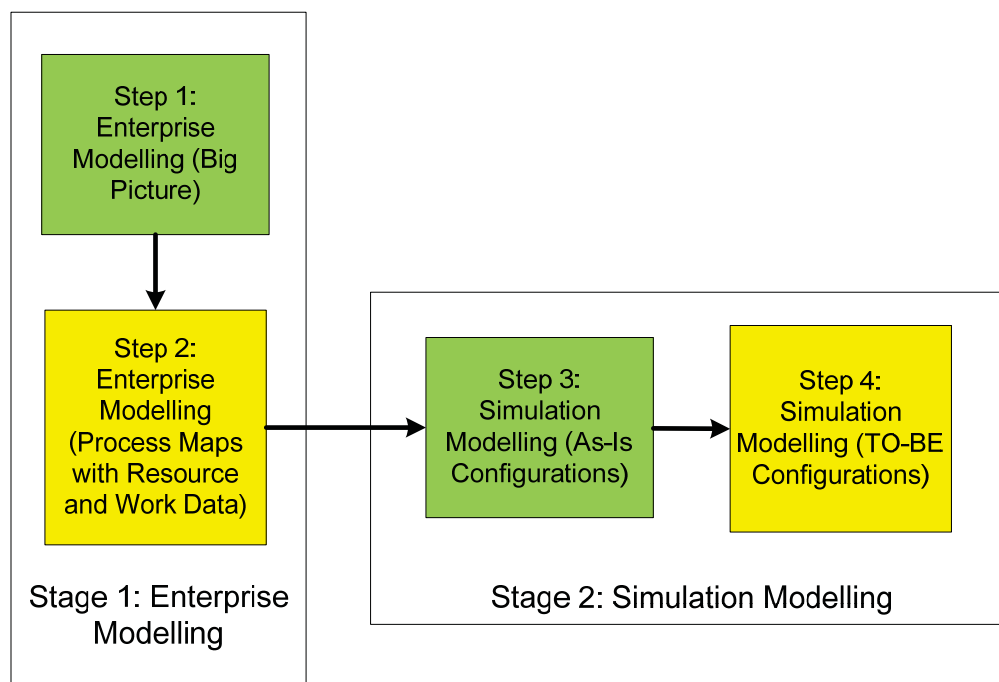 Step 1:
Enterprise
Modelling (Big
Picture)
Step 2:
Enterprise
Modelling
(Process Maps
with Resource
and Work Data)
Stage 1: Enterprise
Modelling
Step 3:
Simulation
Modelling (As-Is
Configurations)
Step 4:
Simulation
Modelling (TO-BE
Configurations)
Stage 2: Simulation Modelling